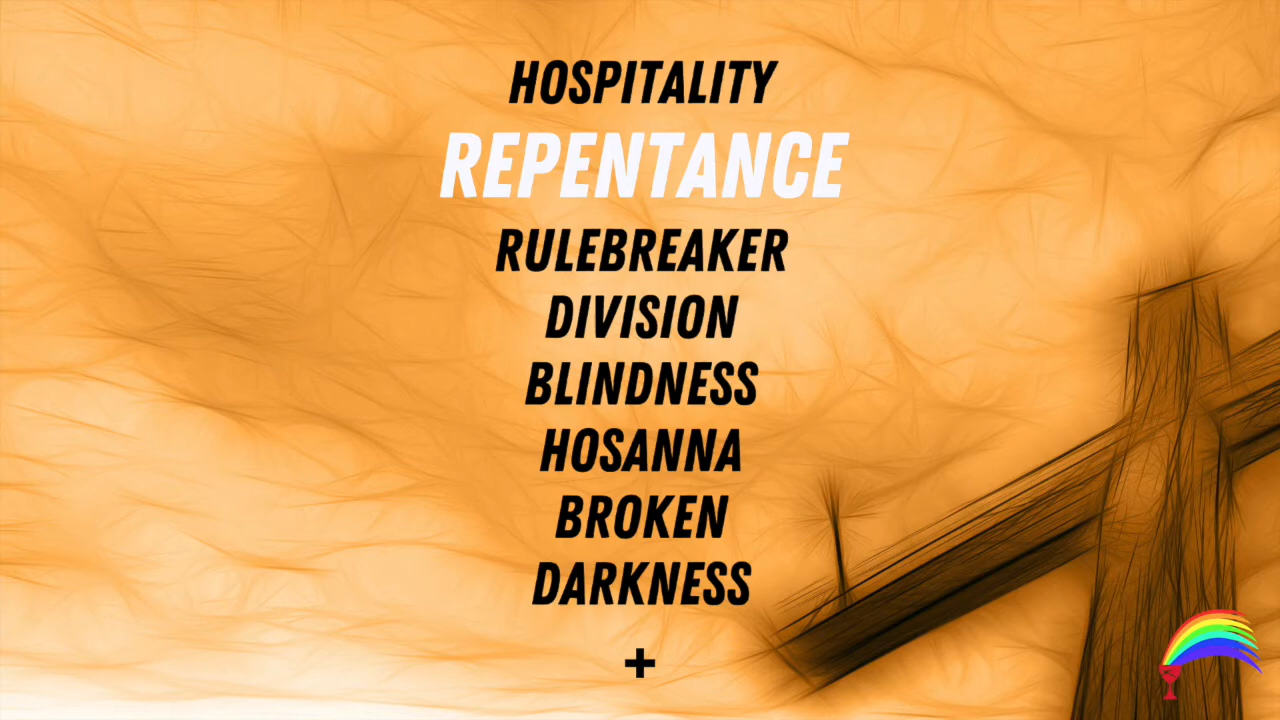 HOSPITALITY
REPENTANCE
RULEBREAKER
DIVISION
BLINDNESS
HOSANNA
BROKEN
DARKNESS
+